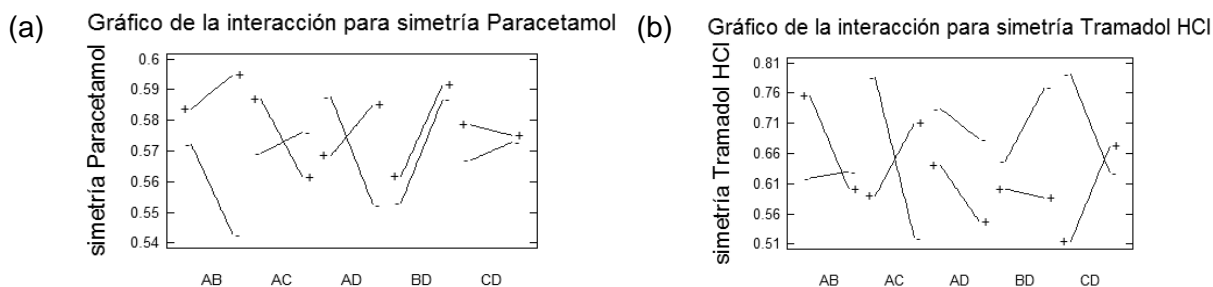 (a) Gráfico de la interacción para simetría Paracetamol
simetría Paracetamol
0.6
0.59
0.58
0.57
0.56
0.55
0.54
AB AC AD BD CD
(b) Gráfico de la interacción para simetría Tramadol HCl
simetría Tramadol HCl
0.81
0.76
0.71
0.66
0.61
0.56
0.51
AB AC AD BD CD